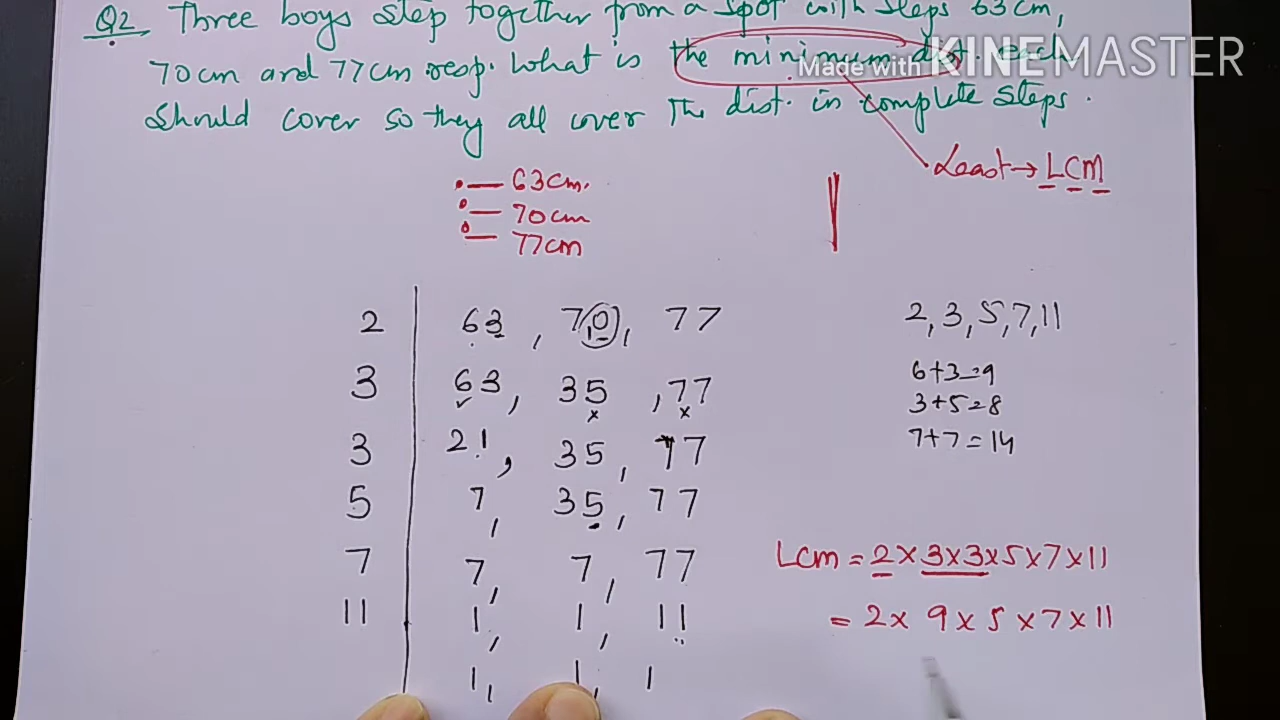 Q2. Three boys step together from a spot with steps 63cm,
70cm and 77cm resp. What is the minimum dist. each
should cover so they all cover the dist. in complete steps.
Made with KINEMASTER
Least → LCM
63cm.
70cm
77cm
2 63, 70, 77
3 63, 35, 77
3 21, 35, 77
5 7, 35, 77
7 7, 7, 77
11 1, 1, 11
1, 1, 1
2, 3, 5, 7, 11
6+3=9
3+5=8
7+7=14
LCM = 2×3×3×5×7×11
= 2× 9×5×7×11